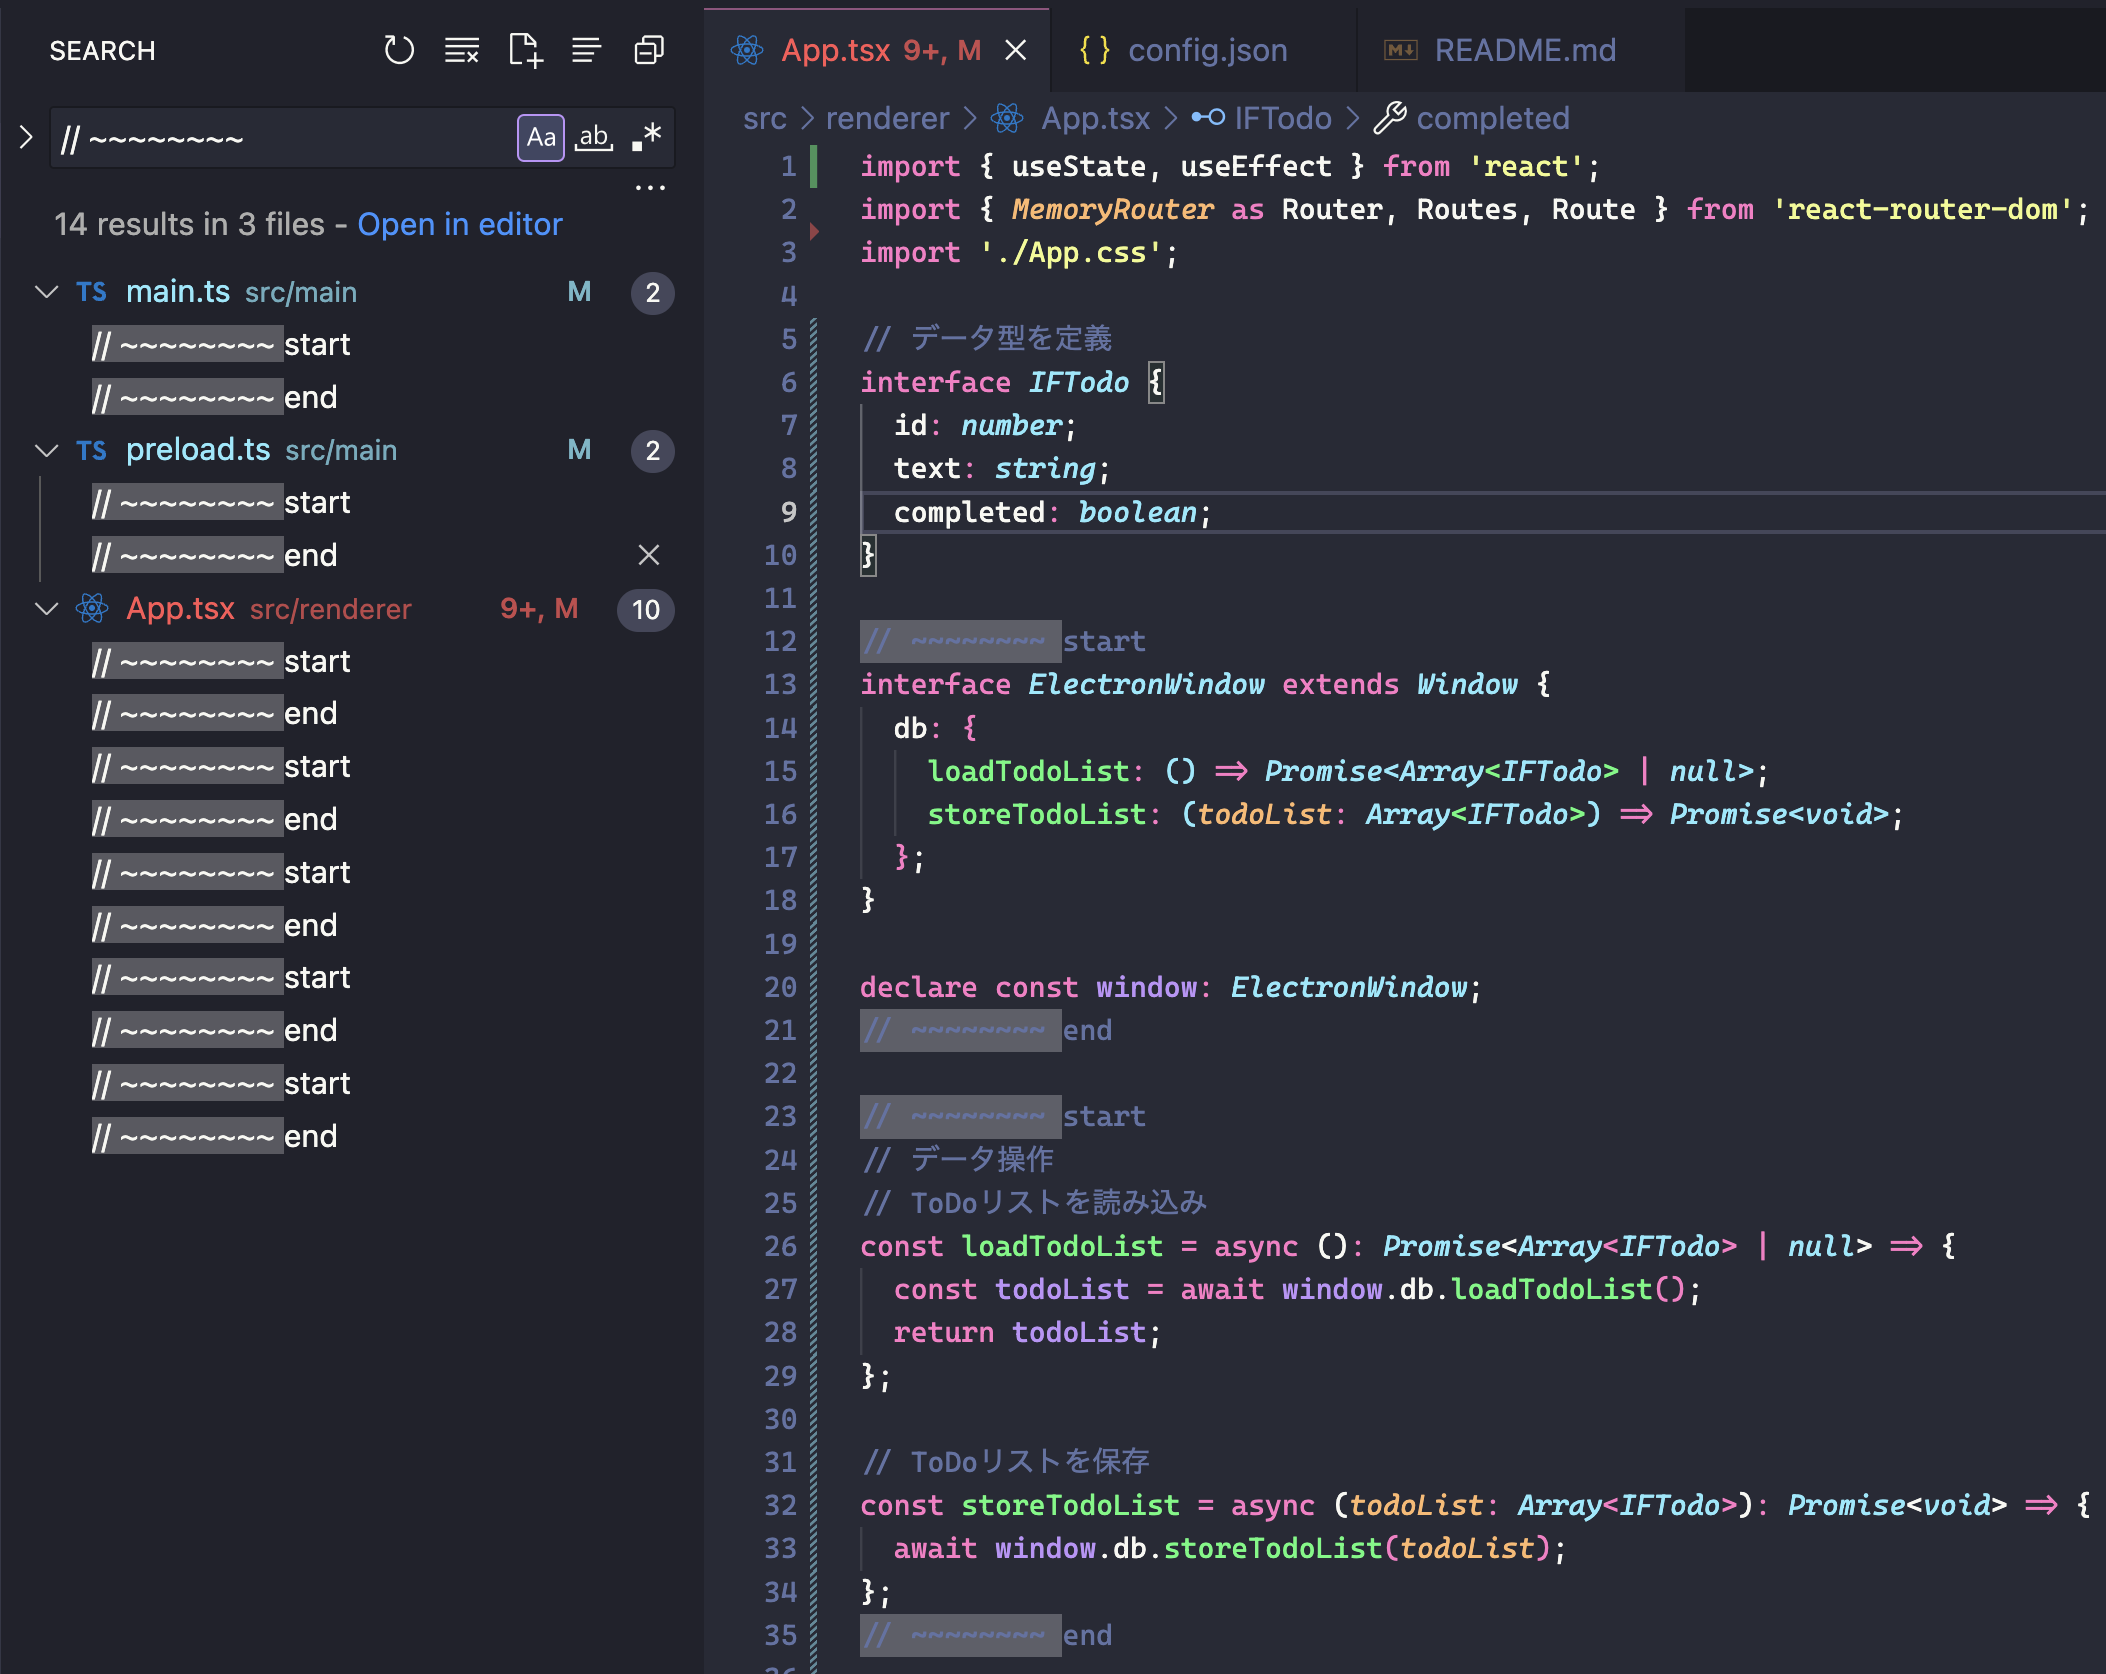 SEARCH
// ~~~~~~~~
Aa ab .*
...
14 results in 3 files - Open in editor
TS main.ts src/main M 2
// ~~~~~~~~ start
// ~~~~~~~~ end
TS preload.ts src/main M 2
// ~~~~~~~~ start
// ~~~~~~~~ end
App.tsx src/renderer 9+, M 10
// ~~~~~~~~ start
// ~~~~~~~~ end
// ~~~~~~~~ start
// ~~~~~~~~ end
// ~~~~~~~~ start
// ~~~~~~~~ end
// ~~~~~~~~ start
// ~~~~~~~~ end
// ~~~~~~~~ start
// ~~~~~~~~ end
App.tsx 9+, M
{} config.json
M↓ README.md
src > renderer > App.tsx > IFTodo > completed
1 import { useState, useEffect } from 'react';
2 import { MemoryRouter as Router, Routes, Route } from 'react-router-dom';
3 import './App.css';
4
5 // データ型を定義
6 interface IFTodo {
7 id: number;
8 text: string;
9 completed: boolean;
10 }
11
12 // ~~~~~~~~ start
13 interface ElectronWindow extends Window {
14 db: {
15 loadTodoList: () => Promise<Array<IFTodo> | null>;
16 storeTodoList: (todoList: Array<IFTodo>) => Promise<void>;
17 };
18 }
19
20 declare const window: ElectronWindow;
21 // ~~~~~~~~ end
22
23 // ~~~~~~~~ start
24 // データ操作
25 // ToDoリストを読み込み
26 const loadTodoList = async (): Promise<Array<IFTodo> | null> => {
27 const todoList = await window.db.loadTodoList();
28 return todoList;
29 };
30
31 // ToDoリストを保存
32 const storeTodoList = async (todoList: Array<IFTodo>): Promise<void> => {
33 await window.db.storeTodoList(todoList);
34 };
35 // ~~~~~~~~ end